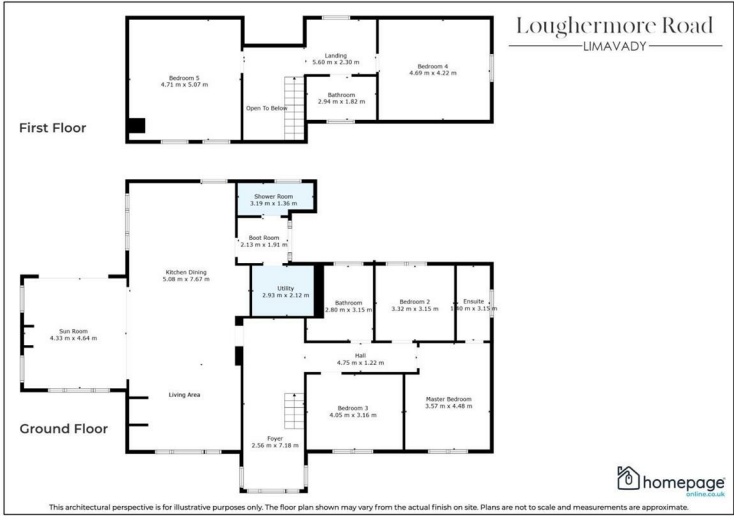 Loughermore Road
LIMAVADY
Landing
5.60 m x 2.30 m
Bedroom 5
4.71 m x 5.07 m
Bedroom 4
4.69 m x 4.22 m
Bathroom
2.94 m x 1.82 m
Open To Below
First Floor
Shower Room
3.19 m x 1.36 m
Boot Room
2.13 m x 1.91 m
Kitchen Dining
5.08 m x 7.67 m
Utility
2.93 m x 2.12 m
Bathroom
2.80 m x 3.15 m
Bedroom 2
3.32 m x 3.15 m
Ensuite
x 3.15 m
Sun Room
4.33 m x 4.64 m
Hall
4.75 m x 1.22 m
Living Area
Master Bedroom
3.57 m x 4.48 m
Bedroom 3
4.05 m x 3.16 m
Ground Floor
Foyer
2.56 m x 7.18 m
homepage
online.co.uk
This architectural perspective is for illustrative purposes only. The floor plan shown may vary from the actual finish on site. Plans are not to scale and measurements are approximate.